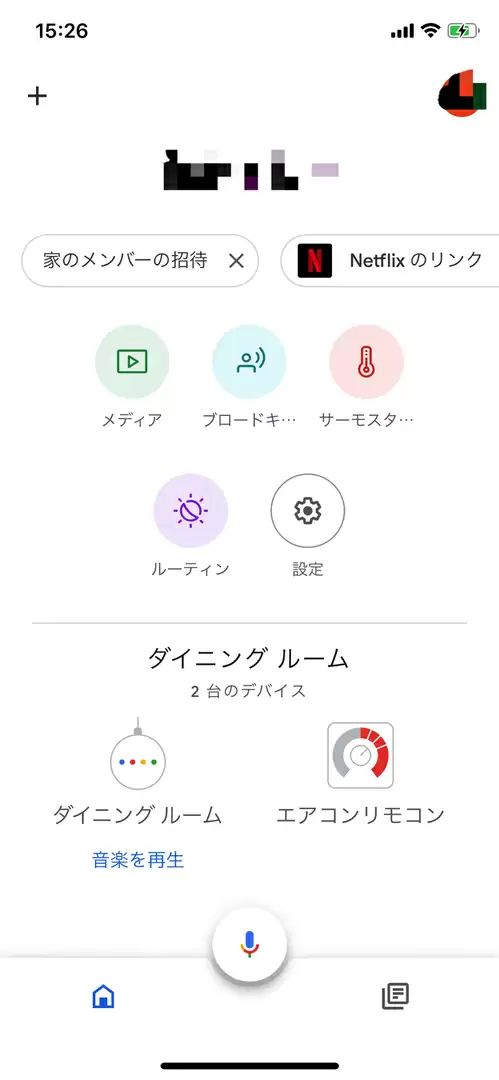 15:26
家のメンバーの招待
Netflix のリンク
メディア
ブロードキ…
サーモスタ…
ルーティン
設定
ダイニング ルーム
2 台のデバイス
ダイニング ルーム
エアコンリモコン
音楽を再生